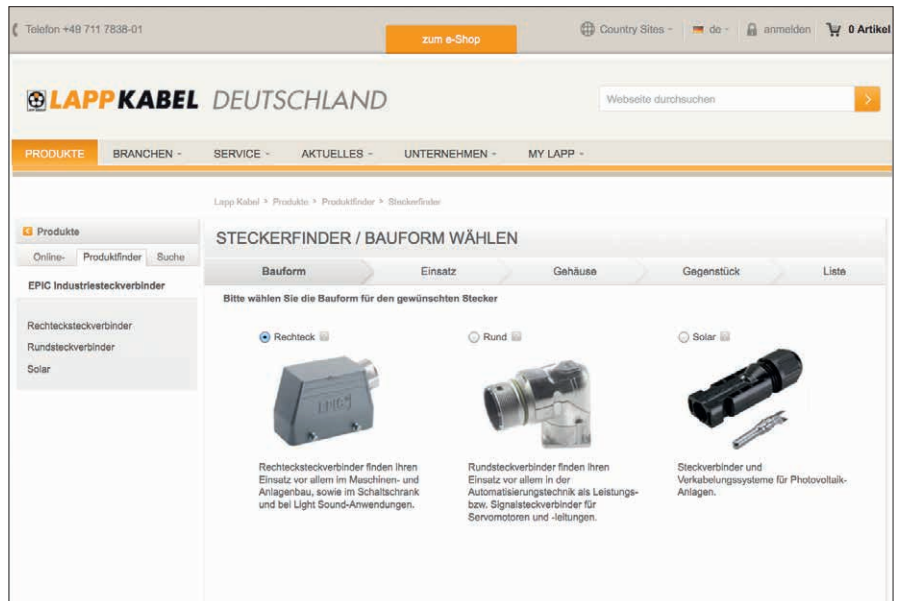 Telefon +49 711 7838-01
zum e-Shop
Country Sites
de
anmelden
0 Artikel
LAPP KABEL DEUTSCHLAND
Webseite durchsuchen
PRODUKTE BRANCHEN SERVICE AKTUELLES UNTERNEHMEN MY LAPP
Lapp Kabel > Produkte > Produktfinder > Steckerfinder
Produkte
Online- Produktfinder Suche
EPIC Industriesteckverbinder
Rechtecksteckverbinder
Rundsteckverbinder
Solar
STECKERFINDER / BAUFORM WÄHLEN
Bauform Einsatz Gehäuse Gegenstück Liste
Bitte wählen Sie die Bauform für den gewünschten Stecker
Rechteck
EPIC
Rechtecksteckverbinder finden ihren
Einsatz vor allem im Maschinen- und
Anlagenbau, sowie im Schaltschrank
und bei Light Sound-Anwendungen.
Rund
Rundsteckverbinder finden ihren
Einsatz vor allem in der
Automatisierungstechnik als Leistungs-
bzw. Signalsteckverbinder für
Servomotoren und -leitungen.
Solar
Steckverbinder und
Verkabelungssysteme für Photovoltaik-
Anlagen.